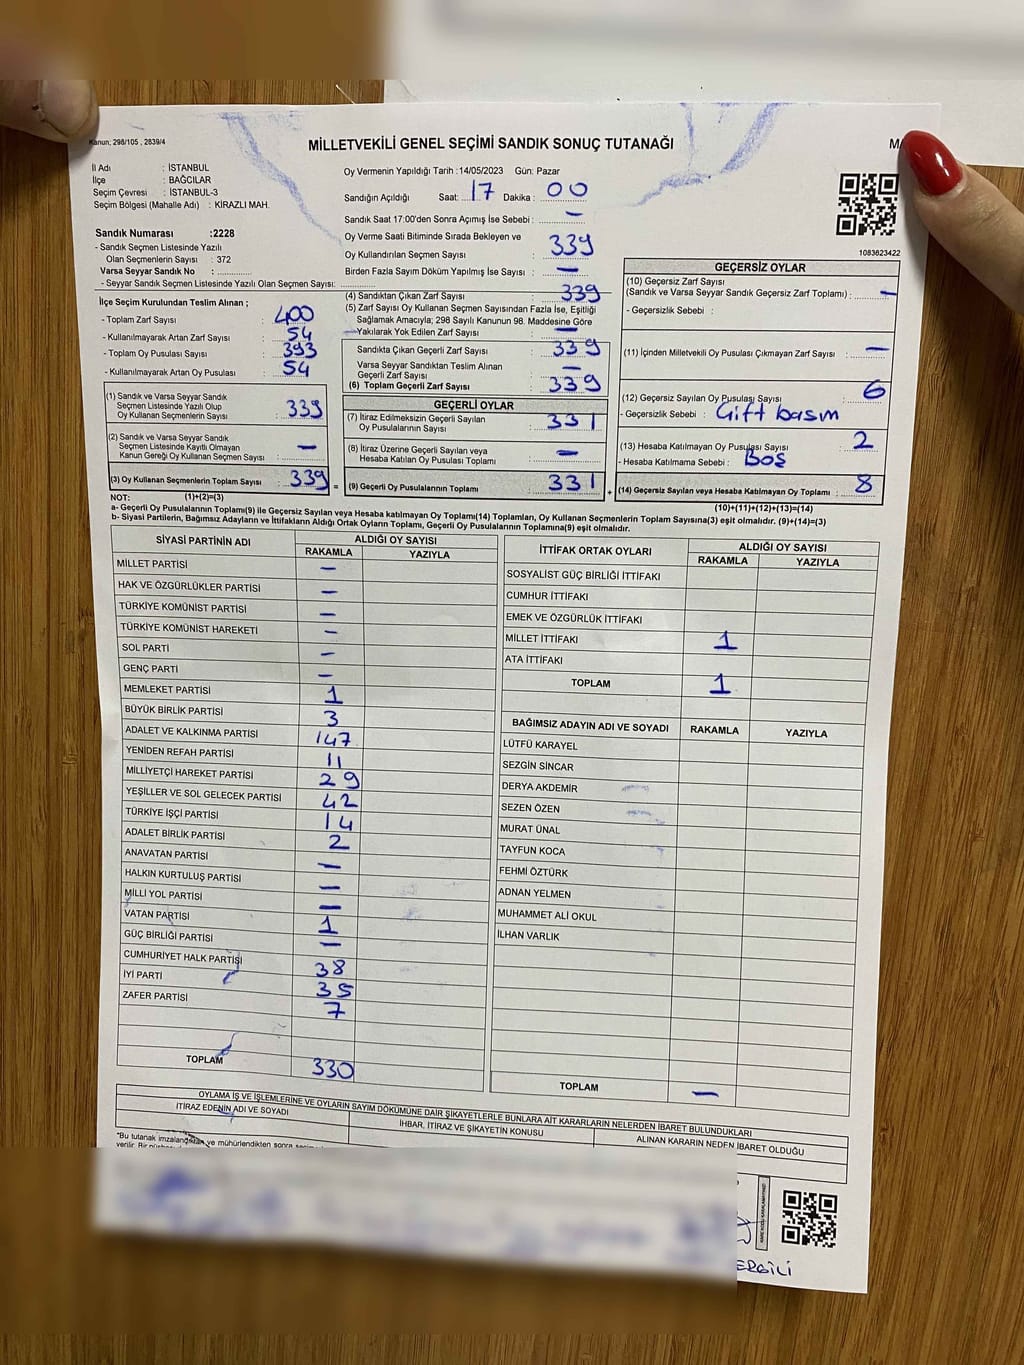 Kanun; 298/105 , 2839/4
MİLLETVEKİLİ GENEL SEÇİMİ SANDIK SONUÇ TUTANAĞI
İl Adı : İSTANBUL
İlçe : BAĞCILAR
Seçim Çevresi : İSTANBUL-3
Seçim Bölgesi (Mahalle Adı) : KİRAZLI MAH.
Sandık Numarası :2228
- Sandık Seçmen Listesinde Yazılı
Olan Seçmenlerin Sayısı : 372
Varsa Seyyar Sandık No :
- Seyyar Sandık Seçmen Listesinde Yazılı Olan Seçmen Sayısı:
Oy Vermenin Yapıldığı Tarih :14/05/2023 Gün: Pazar
Sandığın Açıldığı Saat: 17 Dakika : 00
Sandık Saat 17:00'den Sonra Açımış İse Sebebi : —
Oy Verme Saati Bitiminde Sırada Bekleyen ve
Oy Kullandırılan Seçmen Sayısı : 339
Birden Fazla Sayım Döküm Yapılmış İse Sayısı : —
1083623422
İlçe Seçim Kurulundan Teslim Alınan ;
- Toplam Zarf Sayısı : 400
- Kullanılmayarak Artan Zarf Sayısı : 54
- Toplam Oy Pusulası Sayısı : 393
- Kullanılmayarak Artan Oy Pusulası : 54
(1) Sandık ve Varsa Seyyar Sandık
Seçmen Listesinde Yazılı Olup
Oy Kullanan Seçmenlerin Sayısı : 339
(2) Sandık ve Varsa Seyyar Sandık
Seçmen Listesinde Kayıtlı Olmayan
Kanun Gereği Oy Kullanan Seçmen Sayısı : —
(3) Oy Kullanan Seçmenlerin Toplam Sayısı : 339
(4) Sandıktan Çıkan Zarf Sayısı : 339
(5) Zarf Sayısı Oy Kullanan Seçmen Sayısından Fazla İse, Eşitliği
Sağlamak Amacıyla; 298 Sayılı Kanunun 98. Maddesine Göre
Yakılarak Yok Edilen Zarf Sayısı : —
Sandıkta Çıkan Geçerli Zarf Sayısı : 339
Varsa Seyyar Sandıktan Teslim Alınan
Geçerli Zarf Sayısı : —
(6) Toplam Geçerli Zarf Sayısı : 339
GEÇERLİ OYLAR
(7) İtiraz Edilmeksizin Geçerli Sayılan
Oy Pusulalarının Sayısı : 331
(8) İtiraz Üzerine Geçerli Sayılan veya
Hesaba Katılan Oy Pusulası Toplamı : —
= (9) Geçerli Oy Pusulalarının Toplamı : 331
GEÇERSİZ OYLAR
(10) Geçersiz Zarf Sayısı
(Sandık ve Varsa Seyyar Sandık Geçersiz Zarf Toplamı) : —
- Geçersizlik Sebebi :
(11) İçinden Milletvekili Oy Pusulası Çıkmayan Zarf Sayısı : —
(12) Geçersiz Sayılan Oy Pusulası Sayısı : 6
- Geçersizlik Sebebi : Çift basım
(13) Hesaba Katılmayan Oy Pusulası Sayısı : 2
- Hesaba Katılmama Sebebi : Boş
+ (14) Geçersiz Sayılan veya Hesaba Katılmayan Oy Toplamı : 8
NOT: (1)+(2)=(3) (10)+(11)+(12)+(13)=(14)
a- Geçerli Oy Pusulalarının Toplamı(9) ile Geçersiz Sayılan veya Hesaba katılmayan Oy Toplamı(14) Toplamları, Oy Kullanan Seçmenlerin Toplam Sayısına(3) eşit olmalıdır. (9)+(14)=(3)
b- Siyasi Partilerin, Bağımsız Adayların ve İttifakların Aldığı Ortak Oyların Toplamı, Geçerli Oy Pusulalarının Toplamına(9) eşit olmalıdır.
SİYASİ PARTİNİN ADI ALDIĞI OY SAYISI
RAKAMLA YAZIYLA
MİLLET PARTİSİ —
HAK VE ÖZGÜRLÜKLER PARTİSİ —
TÜRKİYE KOMÜNİST PARTİSİ —
TÜRKİYE KOMÜNİST HAREKETİ —
SOL PARTİ —
GENÇ PARTİ —
MEMLEKET PARTİSİ 1
BÜYÜK BİRLİK PARTİSİ 3
ADALET VE KALKINMA PARTİSİ 147
YENİDEN REFAH PARTİSİ 11
MİLLİYETÇİ HAREKET PARTİSİ 29
YEŞİLLER VE SOL GELECEK PARTİSİ 42
TÜRKİYE İŞÇİ PARTİSİ 14
ADALET BİRLİK PARTİSİ 2
ANAVATAN PARTİSİ —
HALKIN KURTULUŞ PARTİSİ —
MİLLİ YOL PARTİSİ —
VATAN PARTİSİ 1
GÜÇ BİRLİĞİ PARTİSİ —
CUMHURİYET HALK PARTİSİ 38
İYİ PARTİ 35
ZAFER PARTİSİ 7
TOPLAM 330
İTTİFAK ORTAK OYLARI ALDIĞI OY SAYISI
RAKAMLA YAZIYLA
SOSYALİST GÜÇ BİRLİĞİ İTTİFAKI
CUMHUR İTTİFAKI
EMEK VE ÖZGÜRLÜK İTTİFAKI
MİLLET İTTİFAKI 1
ATA İTTİFAKI
TOPLAM 1
BAĞIMSIZ ADAYIN ADI VE SOYADI RAKAMLA YAZIYLA
LÜTFÜ KARAYEL
SEZGİN SİNCAR
DERYA AKDEMİR
SEZEN ÖZEN
MURAT ÜNAL
TAYFUN KOCA
FEHMİ ÖZTÜRK
ADNAN YELMEN
MUHAMMET ALİ OKUL
İLHAN VARLIK
TOPLAM —
OYLAMA İŞ VE İŞLEMLERİNE VE OYLARIN SAYIM DÖKÜMÜNE DAİR ŞİKAYETLERLE BUNLARA AİT KARARLARIN NELERDEN İBARET BULUNDUKLARI
İTİRAZ EDENİN ADI VE SOYADI İHBAR, İTİRAZ VE ŞİKAYETİN KONUSU ALINAN KARARIN NEDEN İBARET OLDUĞU
*Bu tutanak imzalandıktan ve mühürlendikten sonra
ERGİLİ